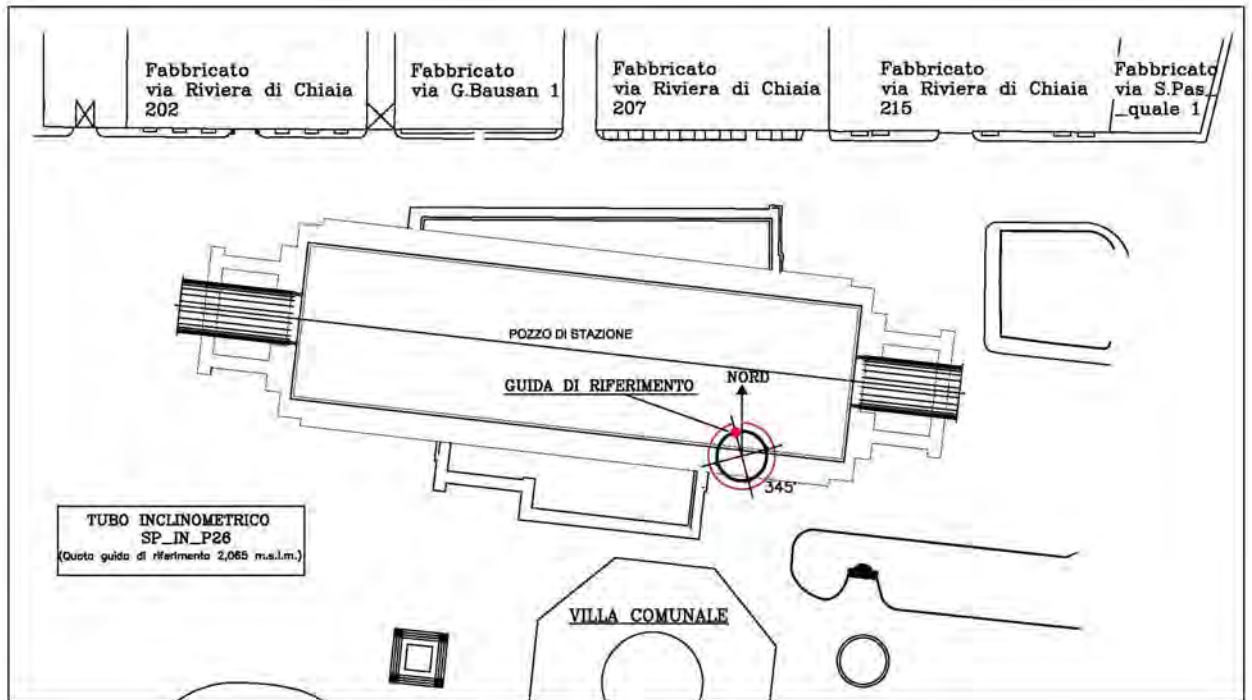 Fabbricato
via Riviera di Chiaia
202
Fabbricato
via G.Bausan 1
Fabbricato
via Riviera di Chiaia
207
Fabbricato
via Riviera di Chiaia
215
Fabbricato
via S.Pas_
_quale 1
POZZO DI STAZIONE
GUIDA DI RIFERIMENTO
NORD
345°
TUBO INCLINOMETRICO
SP_IN_P26
(Quota guida di riferimento 2,065 m.s.l.m.)
VILLA COMUNALE